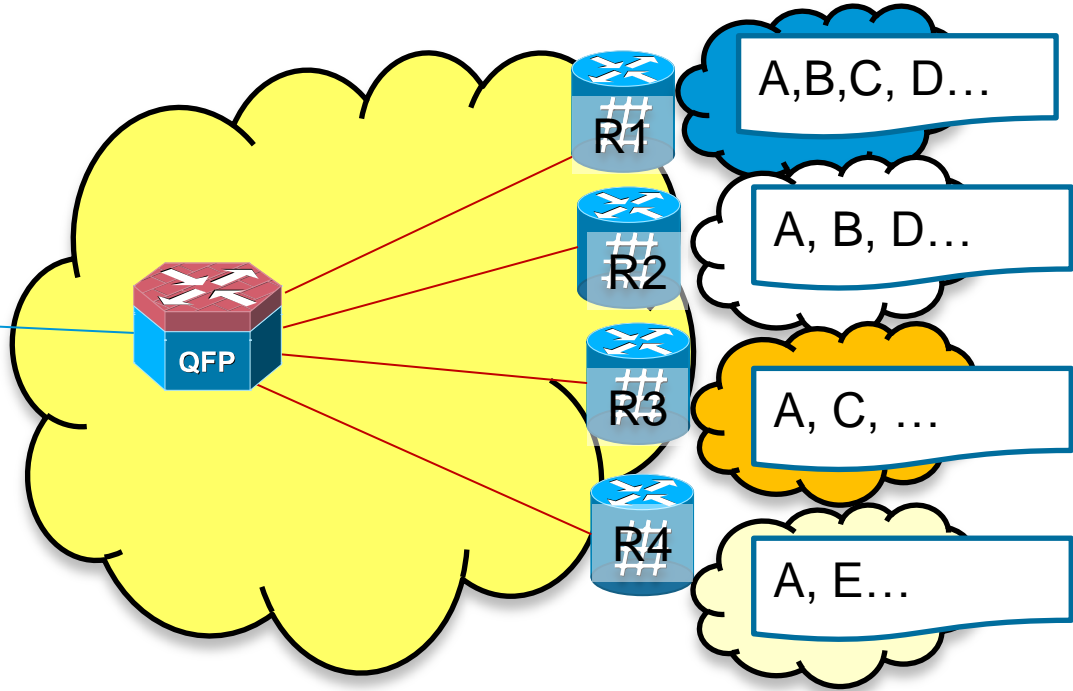 A,B,C, D…
R1
A, B, D…
R2
QFP
A, C, …
R3
R4
A, E…